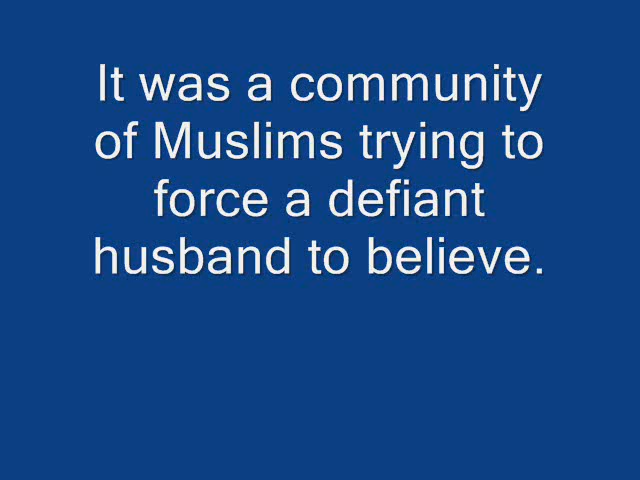 It was a community
of Muslims trying to
force a defiant
husband to believe.